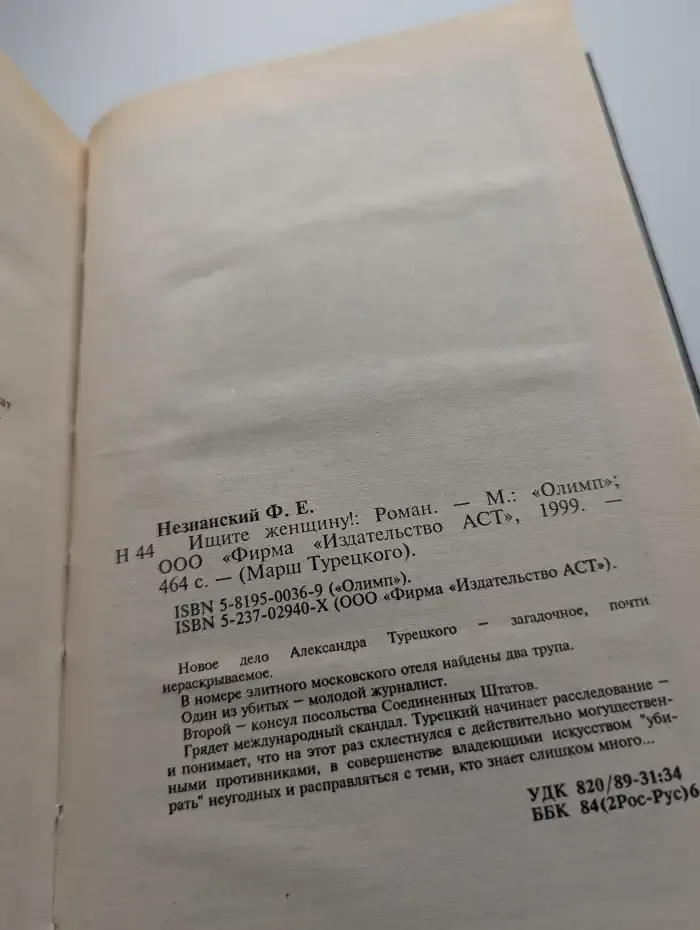 Незнанский Ф. Е.
Н 44 Ищите женщину!: Роман. — М.: «Олимп»;
ООО «Фирма «Издательство АСТ», 1999. —
464 с. — (Марш Турецкого).
ISBN 5-8195-0036-9 («Олимп»).
ISBN 5-237-02940-X (ООО «Фирма «Издательство АСТ»).
Новое дело Александра Турецкого — загадочное, почти
нераскрываемое.
В номере элитного московского отеля найдены два трупа.
Один из убитых — молодой журналист.
Второй — консул посольства Соединенных Штатов.
Грядет международный скандал. Турецкий начинает расследование —
и понимает, что на этот раз схлестнулся с действительно могуществен-
ными противниками, в совершенстве владеющими искусством "уби-
рать" неугодных и расправляться с теми, кто знает слишком много...
УДК 820/89-31:34
ББК 84(2Рос-Рус)6